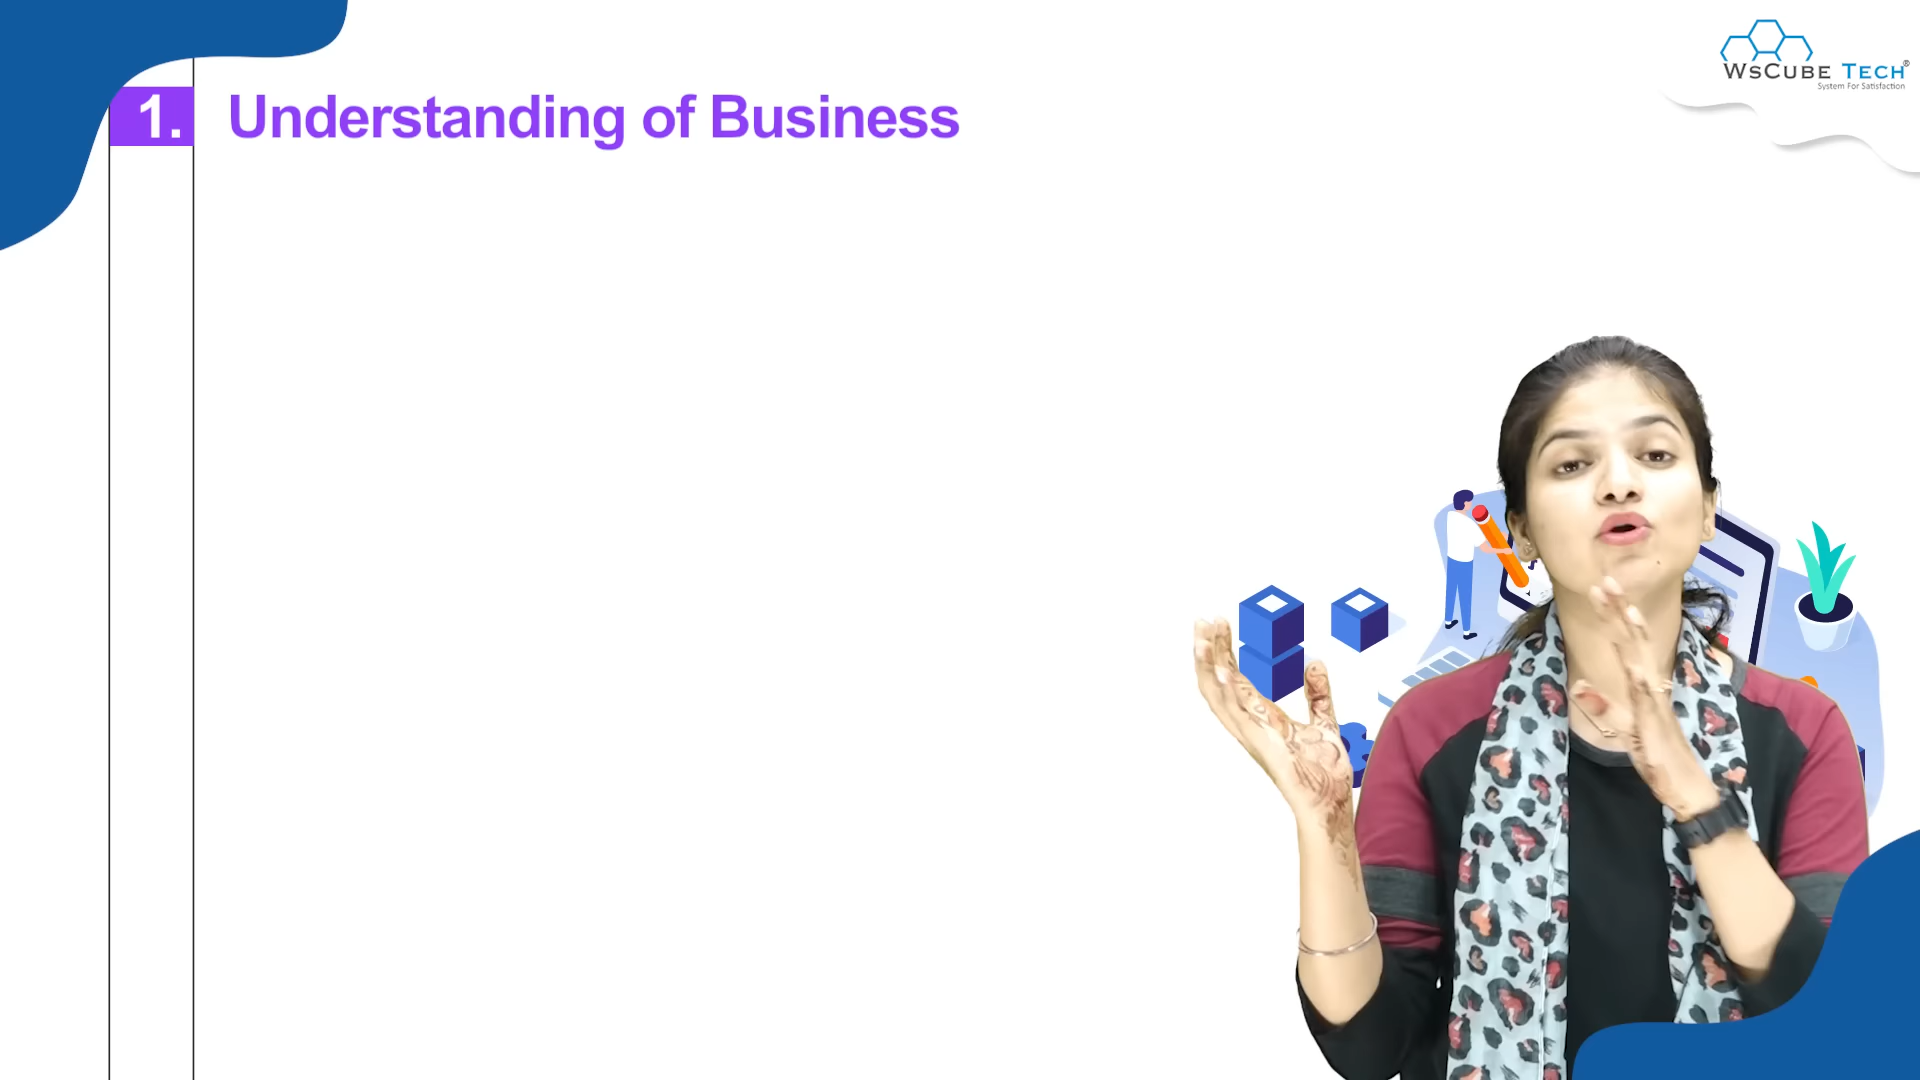 WsCube Tech®
System For Satisfaction
1. Understanding of Business